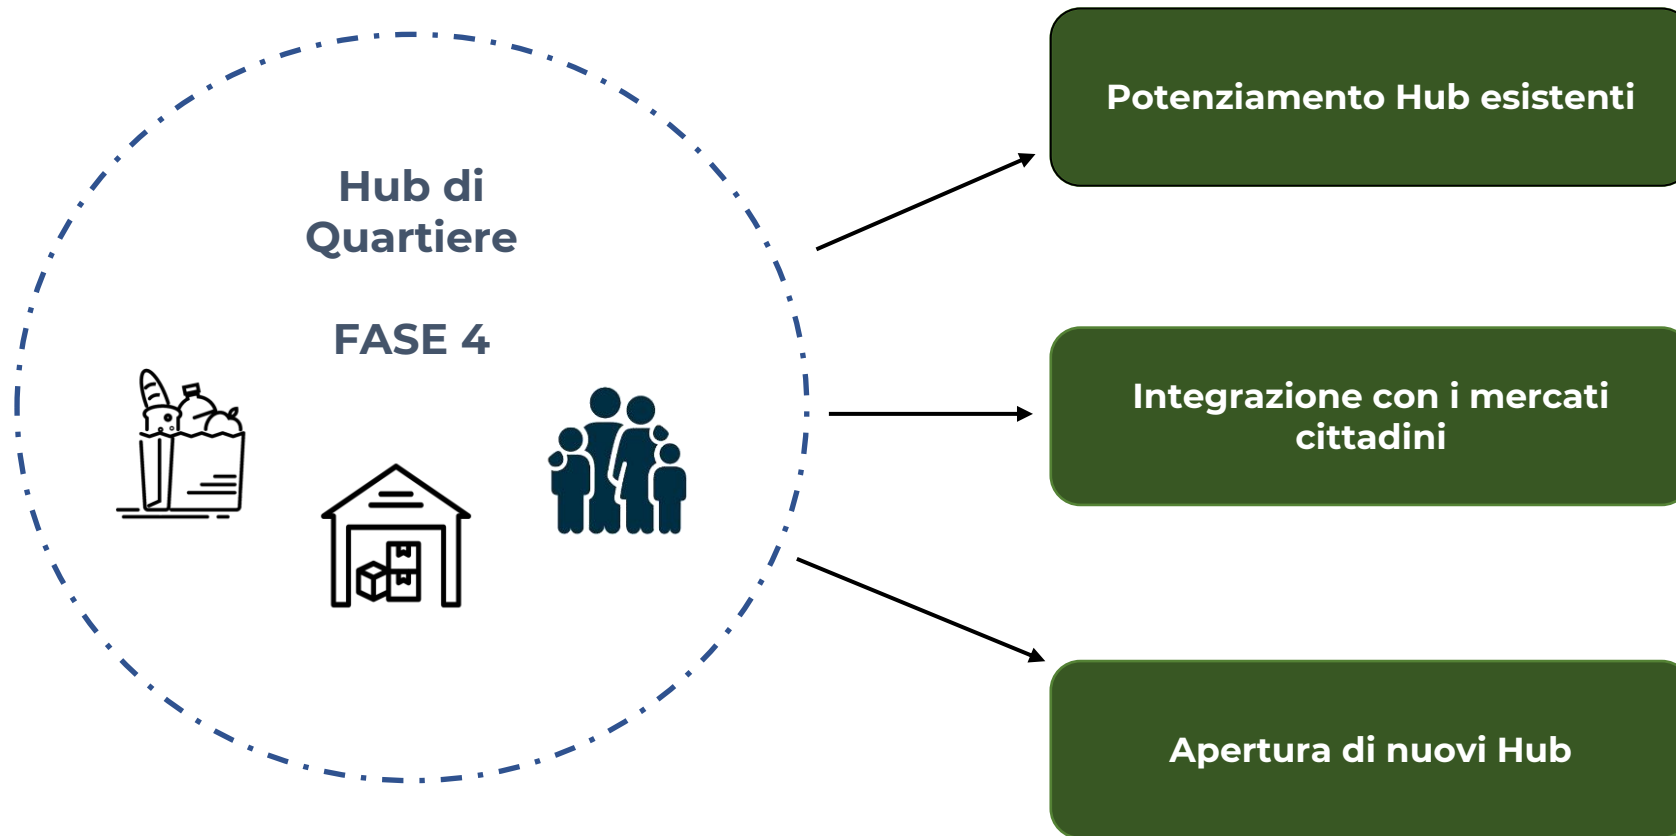 Hub di
Quartiere
FASE 4
Potenziamento Hub esistenti
Integrazione con i mercati
cittadini
Apertura di nuovi Hub